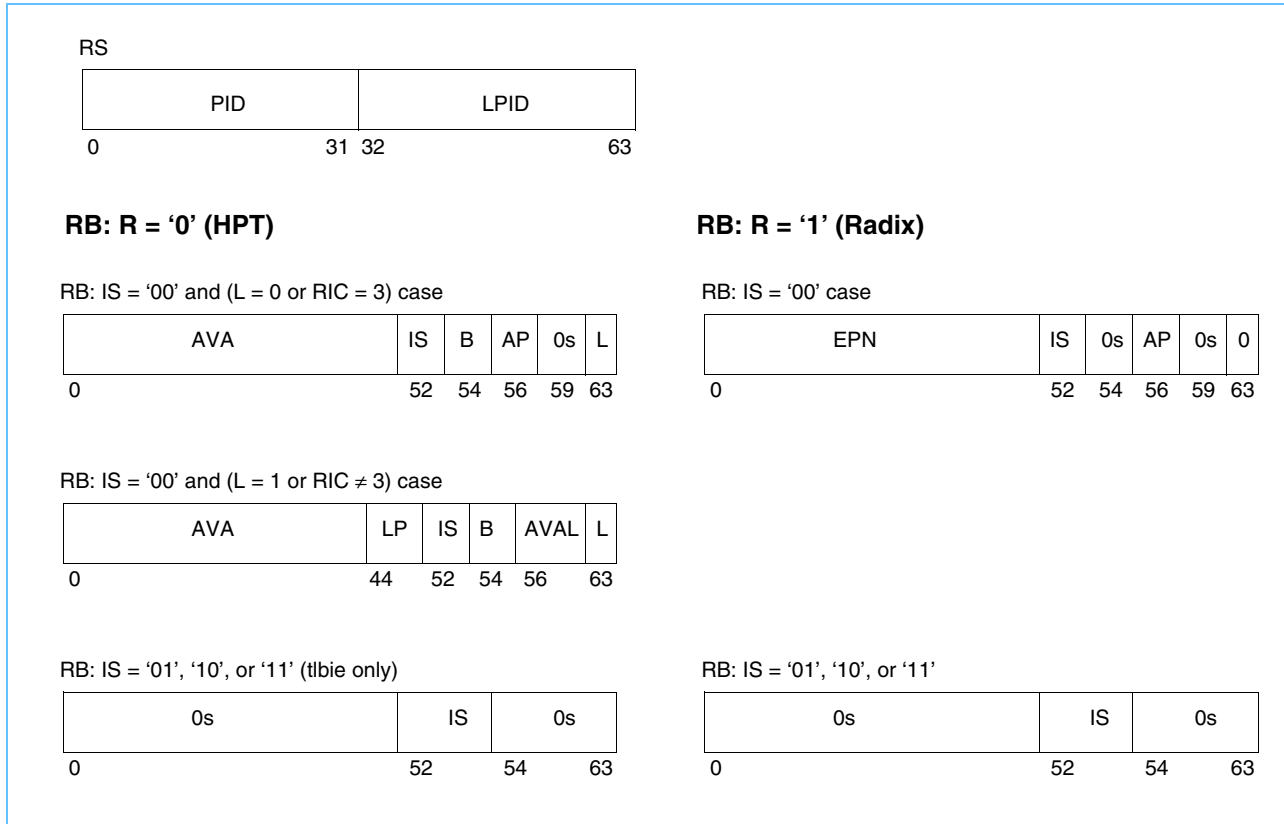 RS
PID LPID
0 31 32 63
RB: R = ‘0’ (HPT) RB: R = ‘1’ (Radix)
RB: IS = ‘00’ and (L = 0 or RIC = 3) case RB: IS = ‘00’ case
AVA IS B AP 0s L EPN IS 0s AP 0s 0
0 52 54 56 59 63 0 52 54 56 59 63
RB: IS = ‘00’ and (L = 1 or RIC ≠ 3) case
AVA LP IS B AVAL L
0 44 52 54 56 63
RB: IS = ‘01’, ‘10’, or ‘11’ (tlbie only) RB: IS = ‘01’, ‘10’, or ‘11’
0s IS 0s 0s IS 0s
0 52 54 63 0 52 54 63